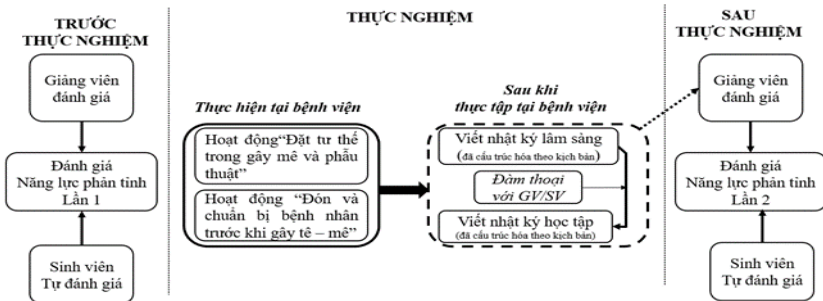 TRƯỚC
THỰC NGHIỆM
Giảng viên
đánh giá
Đánh giá
Năng lực phản tỉnh
Lần 1
Sinh viên
Tự đánh giá
THỰC NGHIỆM
Thực hiện tại bệnh viện
Hoạt động“Đặt tư thế
trong gây mê và phẫu
thuật”
Hoạt động “Đón và
chuẩn bị bệnh nhân
trước khi gây tê – mê”
Sau khi
thực tập tại bệnh viện
Viết nhật ký lâm sàng
(đã cấu trúc hóa theo kịch bản)
Đàm thoại
với GV/SV
Viết nhật ký học tập
(đã cấu trúc hóa theo kịch bản)
SAU
THỰC NGHIỆM
Giảng viên
đánh giá
Đánh giá
Năng lực phản tỉnh
Lần 2
Sinh viên
Tự đánh giá